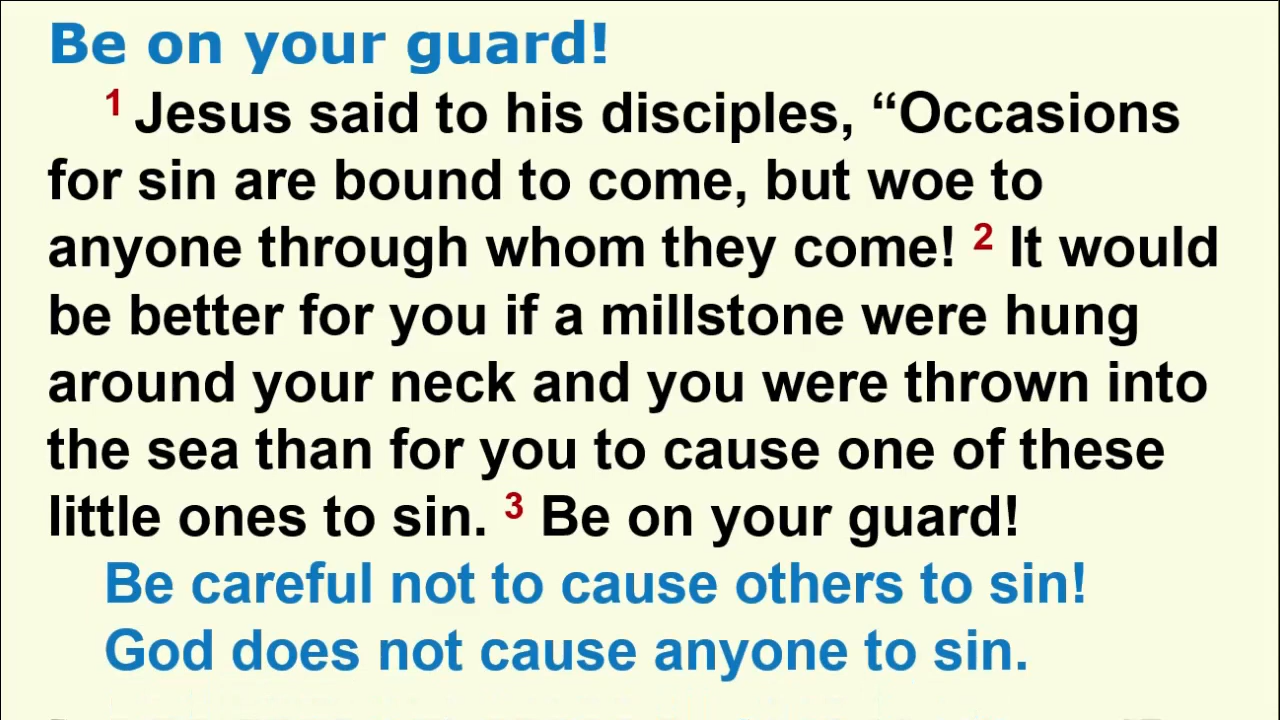 Be on your guard!
1 Jesus said to his disciples, “Occasions
for sin are bound to come, but woe to
anyone through whom they come! 2 It would
be better for you if a millstone were hung
around your neck and you were thrown into
the sea than for you to cause one of these
little ones to sin. 3 Be on your guard!
Be careful not to cause others to sin!
God does not cause anyone to sin.